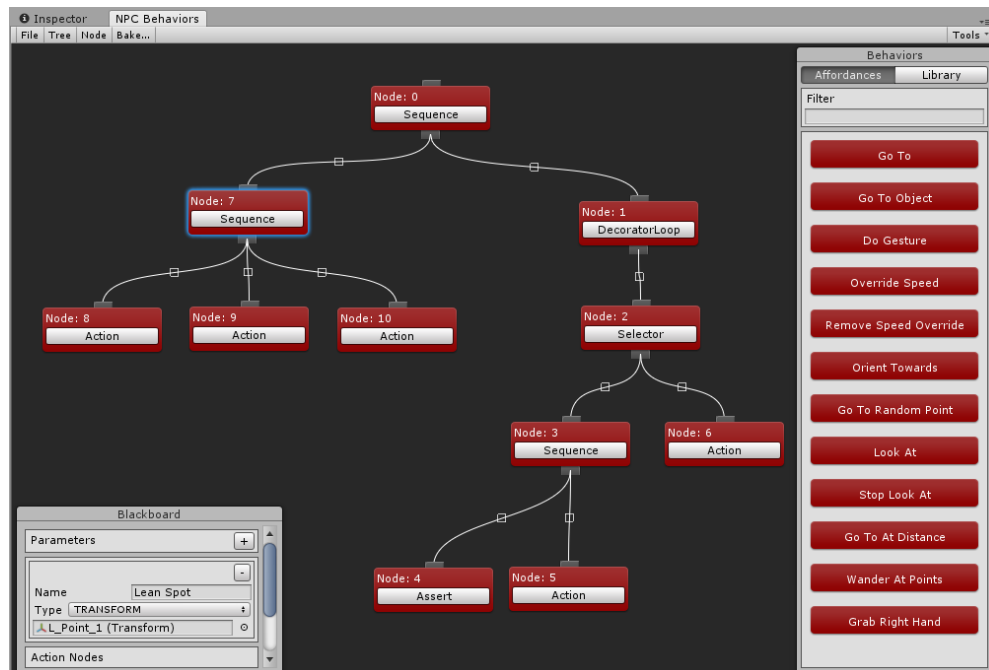 Inspector NPC Behaviors
File Tree Node Bake... Tools
Behaviors
Affordances Library
Filter
Go To
Go To Object
Do Gesture
Override Speed
Remove Speed Override
Orient Towards
Go To Random Point
Look At
Stop Look At
Go To At Distance
Wander At Points
Grab Right Hand
Node: 0
Sequence
Node: 7
Sequence
Node: 1
DecoratorLoop
Node: 8
Action
Node: 9
Action
Node: 10
Action
Node: 2
Selector
Node: 3
Sequence
Node: 6
Action
Node: 4
Assert
Node: 5
Action
Blackboard
Parameters +
-
Name Lean Spot
Type TRANSFORM
L_Point_1 (Transform)
Action Nodes